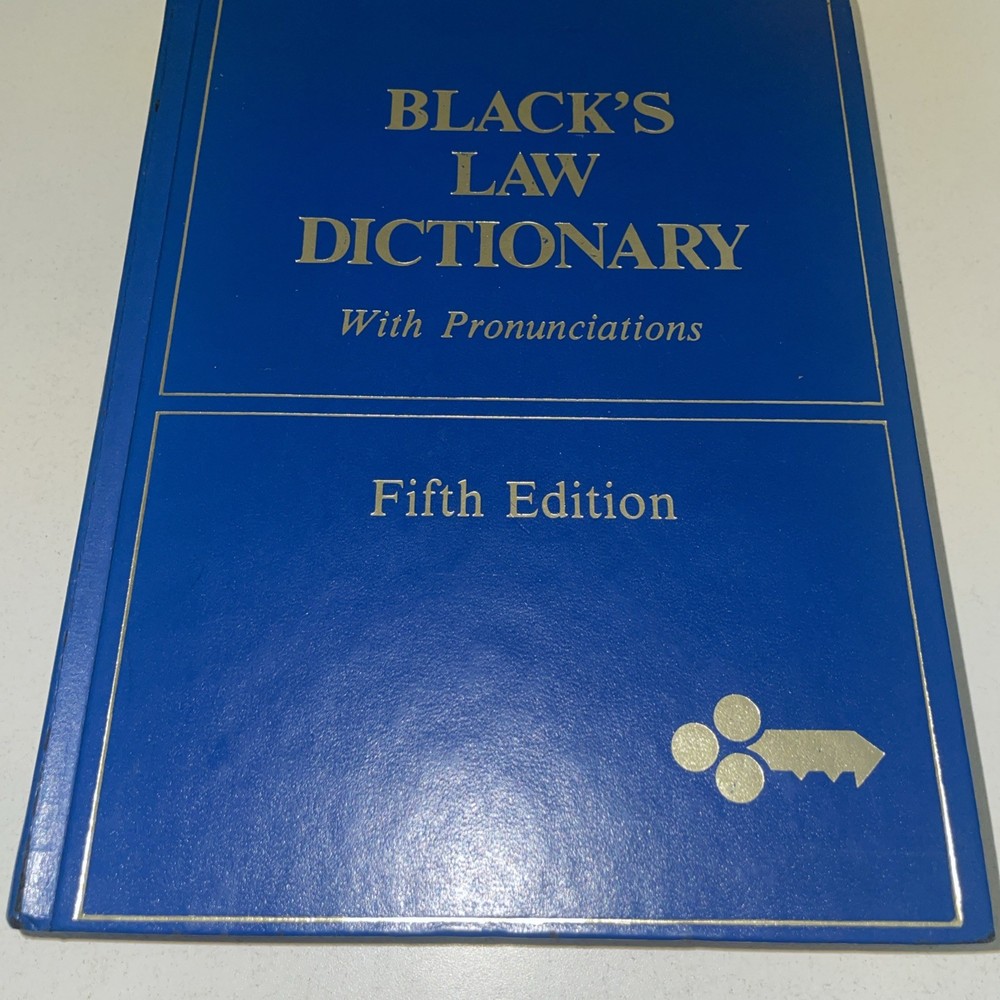 BLACK'S
LAW
DICTIONARY
With Pronunciations
Fifth Edition